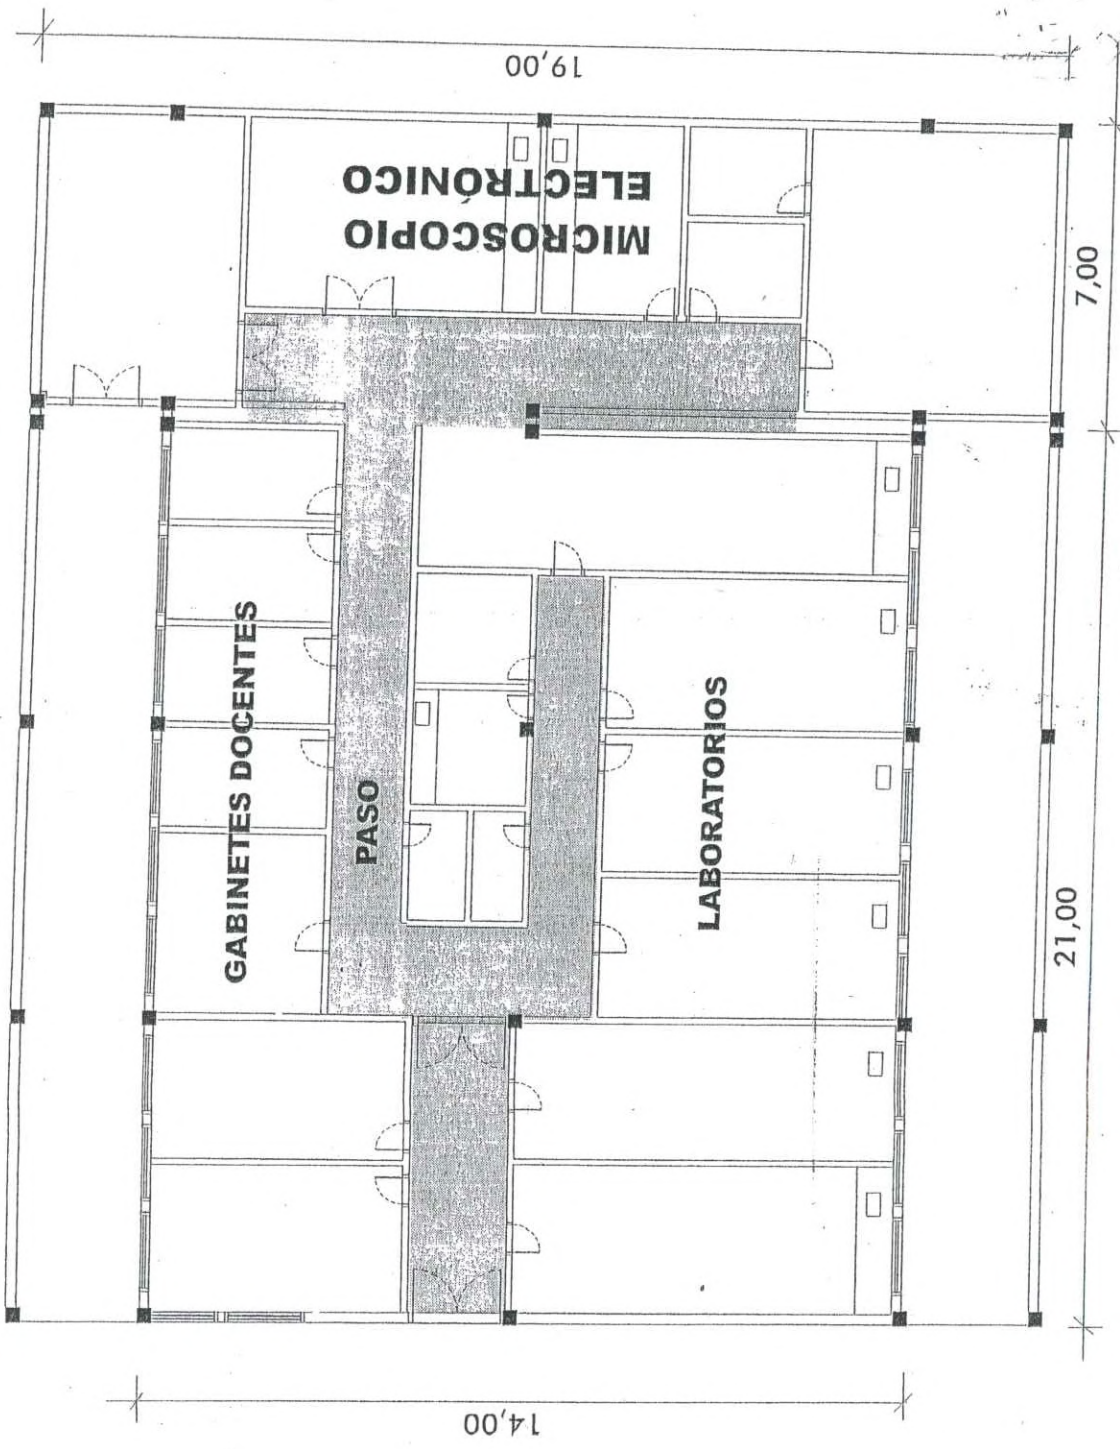 19,00
MICROSCOPIO
ELECTRÓNICO
7,00
GABINETES DOCENTES
PASO
LABORATORIOS
21,00
14,00